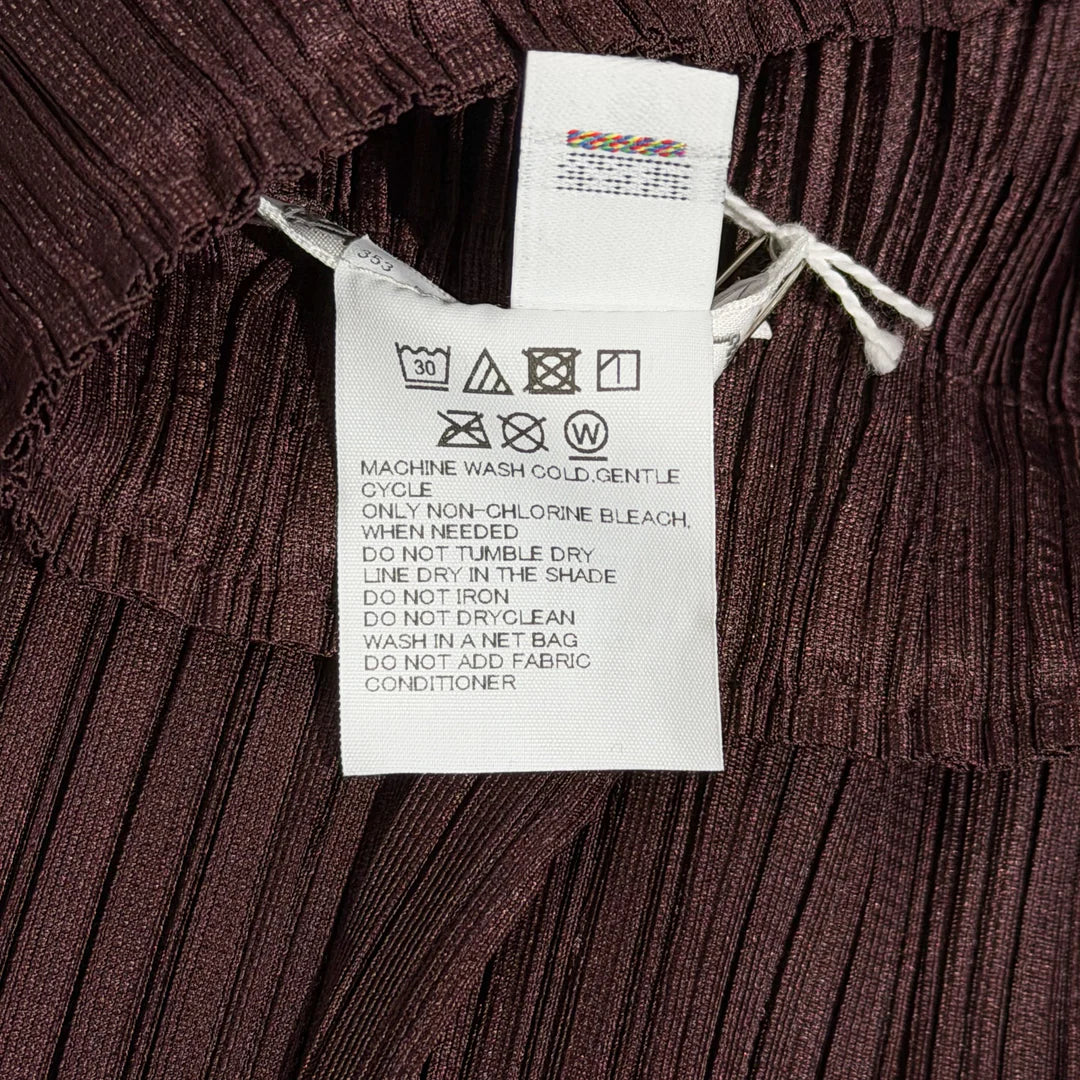 353
30
W
MACHINE WASH COLD.GENTLE
CYCLE
ONLY NON-CHLORINE BLEACH,
WHEN NEEDED
DO NOT TUMBLE DRY
LINE DRY IN THE SHADE
DO NOT IRON
DO NOT DRYCLEAN
WASH IN A NET BAG
DO NOT ADD FABRIC
CONDITIONER